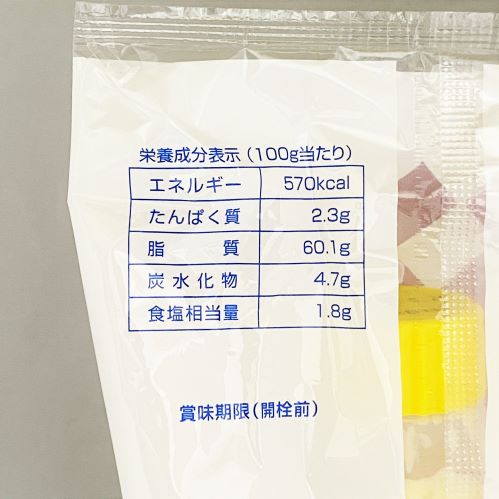 栄養成分表示(100g当たり)
エネルギー 570kcal
たんぱく質 2.3g
脂質 60.1g
炭水化物 4.7g
食塩相当量 1.8g
賞味期限(開栓前)